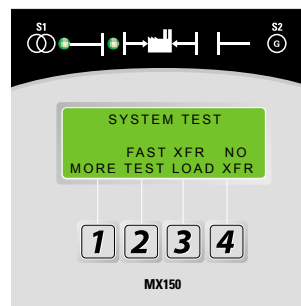 S1
S2
G
SYSTEM TEST
FAST XFR NO
MORE TEST LOAD XFR
1 2 3 4
MX150